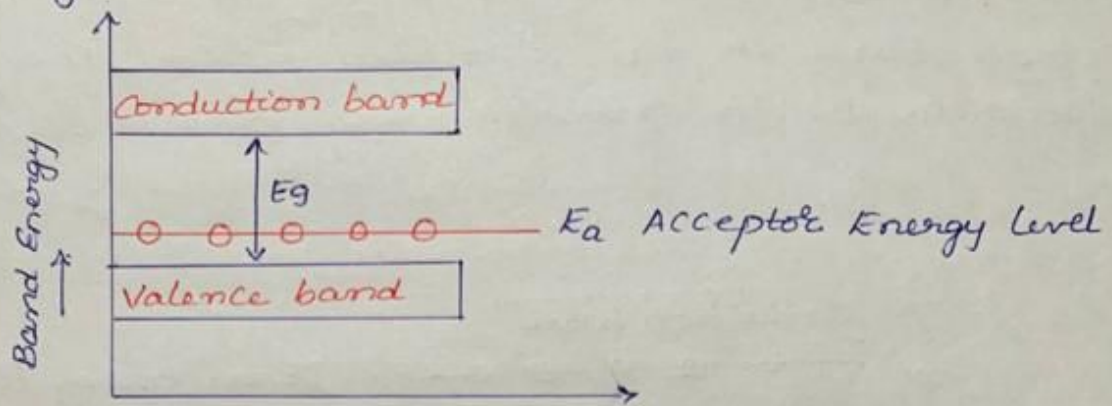 Conduction band
Eg
Ea Acceptor Energy level
Valence band
Band Energy